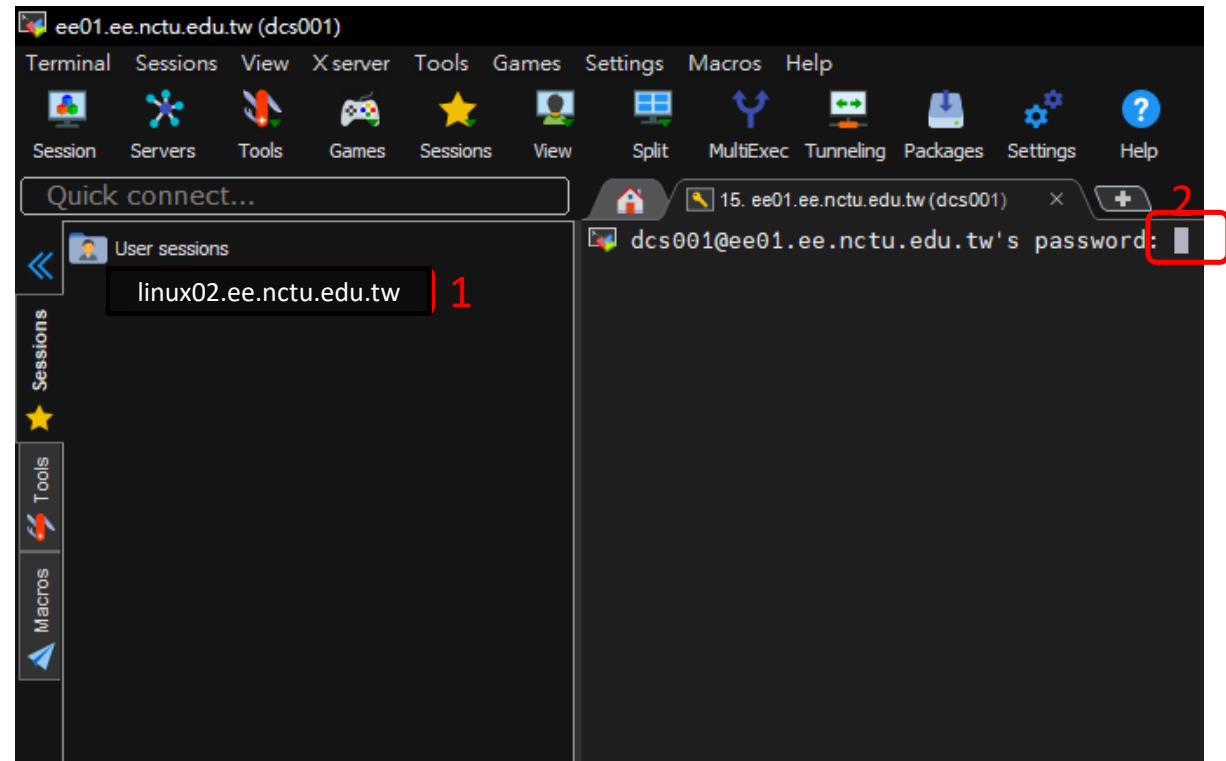 ee01.ee.nctu.edu.tw (dcs001)
Terminal Sessions View X server Tools Games Settings Macros Help
Session Servers Tools Games Sessions View Split MultiExec Tunneling Packages Settings Help
Quick connect...
15. ee01.ee.nctu.edu.tw (dcs001)
2
User sessions
dcs001@ee01.ee.nctu.edu.tw's password:
linux02.ee.nctu.edu.tw
1
Sessions
Tools
Macros